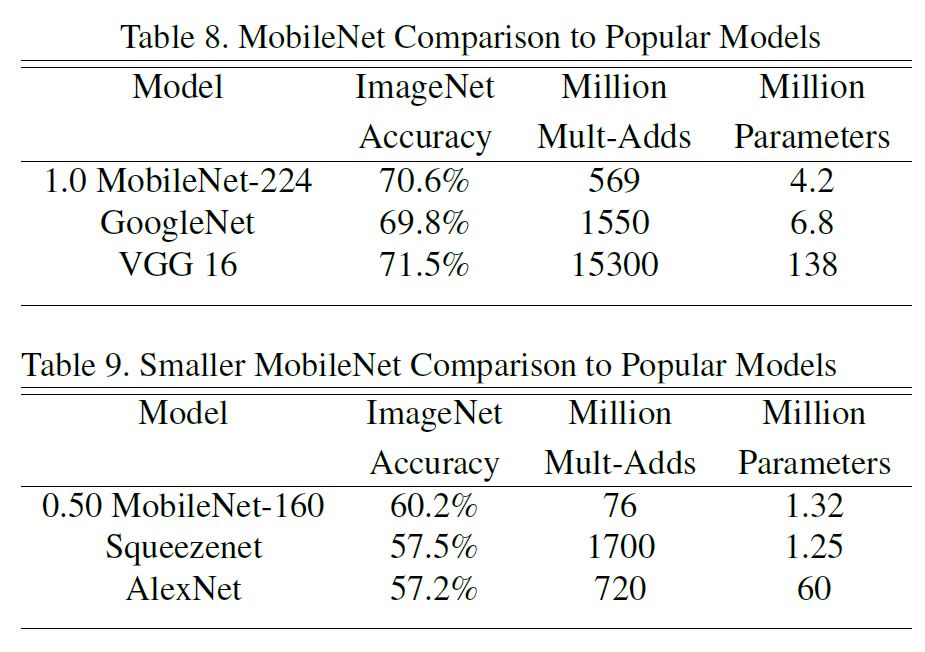 Table 8. MobileNet Comparison to Popular Models
Model ImageNet Million Million
Accuracy Mult-Adds Parameters
1.0 MobileNet-224 70.6% 569 4.2
GoogleNet 69.8% 1550 6.8
VGG 16 71.5% 15300 138
Table 9. Smaller MobileNet Comparison to Popular Models
Model ImageNet Million Million
Accuracy Mult-Adds Parameters
0.50 MobileNet-160 60.2% 76 1.32
Squeezenet 57.5% 1700 1.25
AlexNet 57.2% 720 60